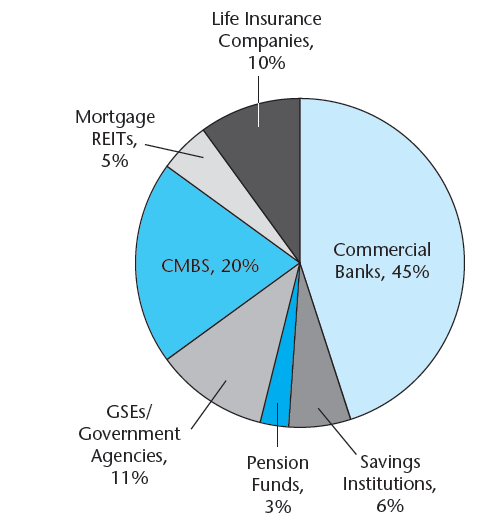 Life Insurance
Companies,
10%
Mortgage
REITs,
5%
Commercial
Banks, 45%
CMBS, 20%
GSEs/
Government
Agencies,
11%
Pension
Funds,
3%
Savings
Institutions,
6%